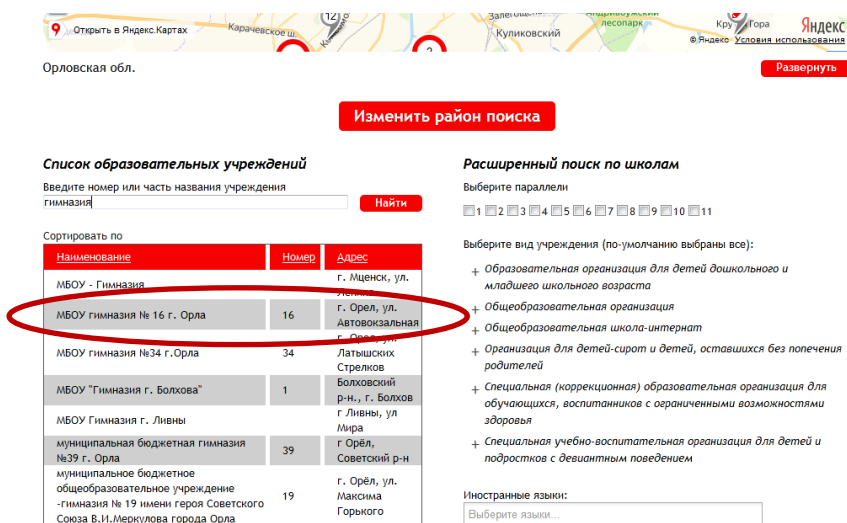 Открыть в Яндекс.Картах
Карачевское ш.
12
2
Куликовский
лесопарк
Гора
Яндекс
© Яндекс Условия использования
Орловская обл.
Развернуть
Изменить район поиска
Список образовательных учреждений
Введите номер или часть названия учреждения
гимназия
Найти
Сортировать по
Наименование Номер Адрес
МБОУ - Гимназия
г. Мценск, ул.
Ленина
МБОУ гимназия № 16 г. Орла
16
г. Орел, ул.
Автовокзальная
МБОУ гимназия №34 г.Орла
34
г. Орел, ул.
Латышских
Стрелков
МБОУ "Гимназия г. Болхова"
1
Болховский
р-н., г. Болхов
МБОУ Гимназия г. Ливны
г Ливны, ул
Мира
муниципальная бюджетная гимназия
№39 г. Орла
39
г Орёл,
Советский р-н
муниципальное бюджетное
общеобразовательное учреждение
-гимназия № 19 имени героя Советского
Союза В.И.Меркулова города Орла
19
г. Орёл, ул.
Максима
Горького
Расширенный поиск по школам
Выберите параллели
1 2 3 4 5 6 7 8 9 10 11
Выберите вид учреждения (по-умолчанию выбраны все):
+ Образовательная организация для детей дошкольного и
младшего школьного возраста
+ Общеобразовательная организация
+ Общеобразовательная школа-интернат
+ Организация для детей-сирот и детей, оставшихся без попечения
родителей
+ Специальная (коррекционная) образовательная организация для
обучающихся, воспитанников с ограниченными возможностями
здоровья
+ Специальная учебно-воспитательная организация для детей и
подростков с девиантным поведением
Иностранные языки:
Выберите языки...